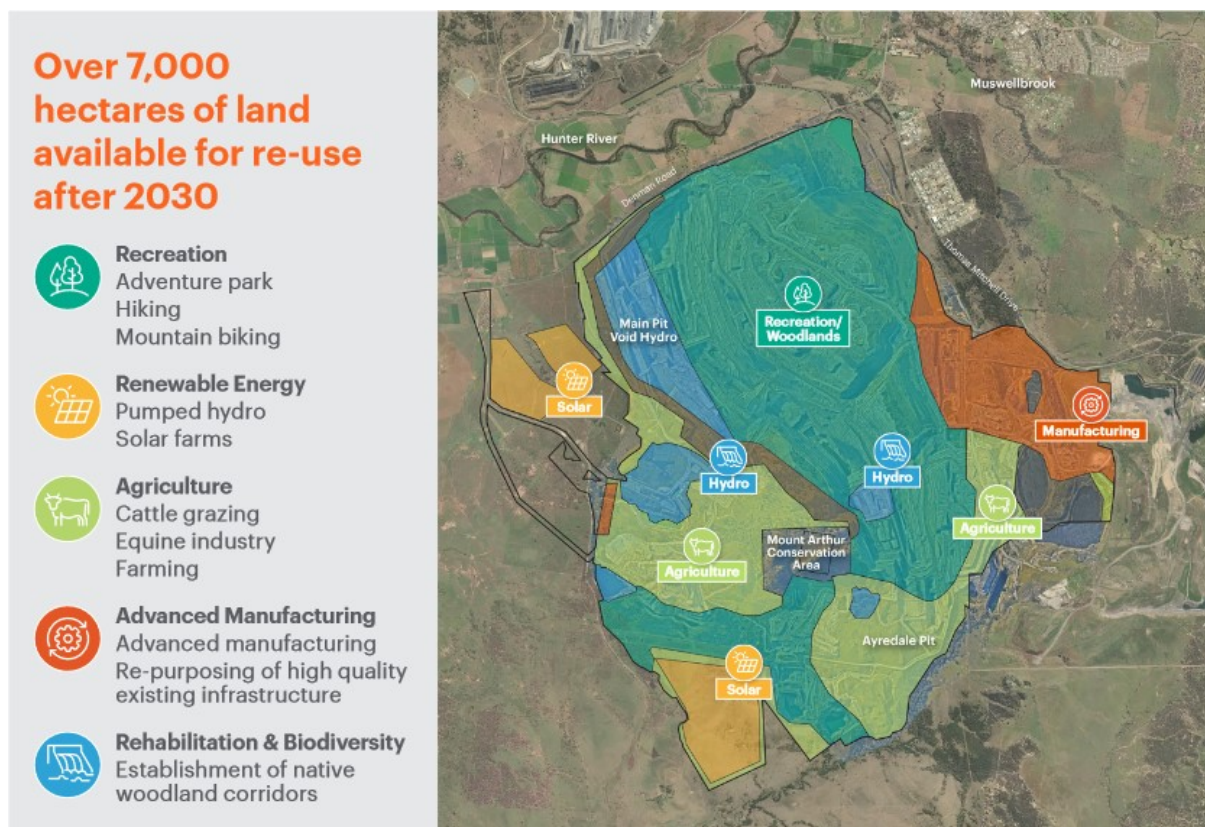 Over 7,000
hectares of land
available for re-use
after 2030
Recreation
Adventure park
Hiking
Mountain biking
Renewable Energy
Pumped hydro
Solar farms
Agriculture
Cattle grazing
Equine industry
Farming
Advanced Manufacturing
Advanced manufacturing
Re-purposing of high quality
existing infrastructure
Rehabilitation & Biodiversity
Establishment of native
woodland corridors
Muswellbrook
Hunter River
Denman Road
Thomas Mitchell Drive
Main Pit
Void Hydro
Recreation/
Woodlands
Solar
Manufacturing
Hydro
Hydro
Agriculture
Mount Arthur
Conservation
Area
Agriculture
Ayredale Pit
Solar